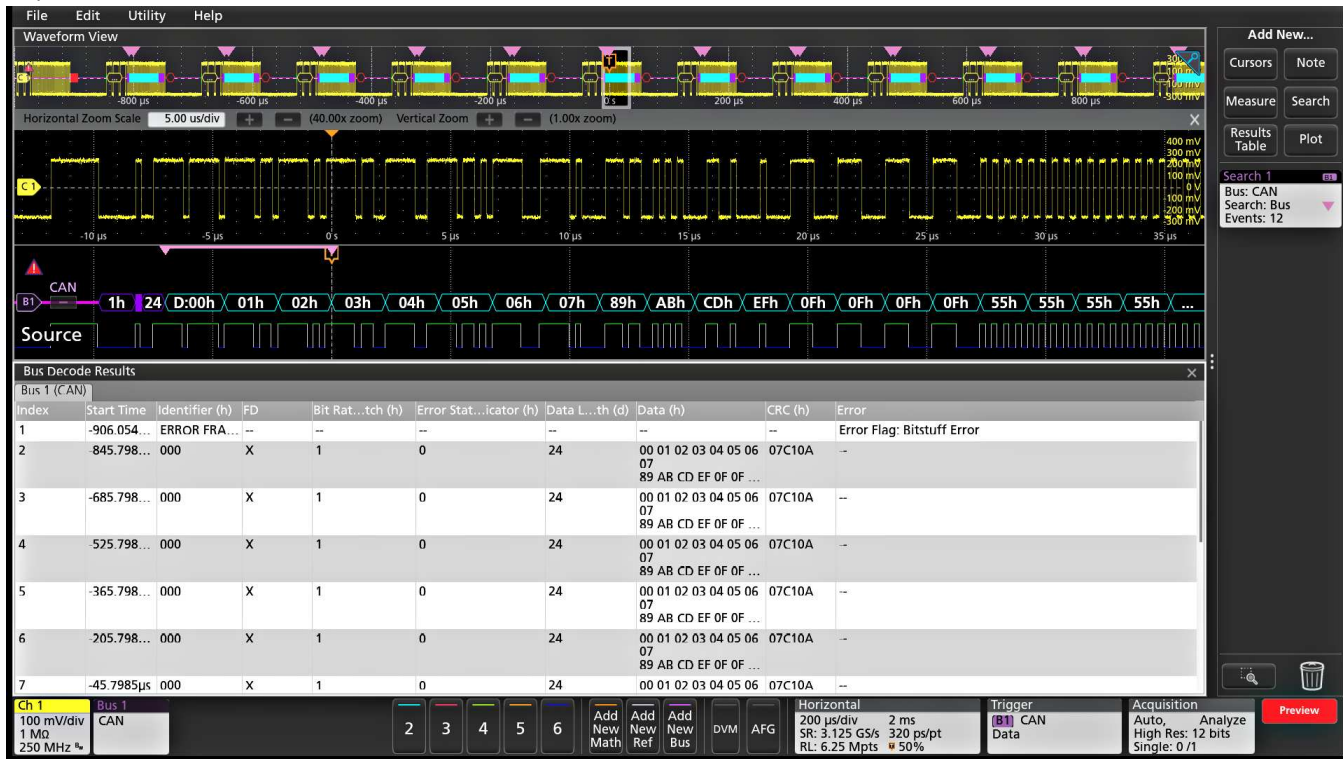 File Edit Utility Help
Waveform View
Add New...
Cursors Note
Measure Search
Results Table Plot
-800 µs -600 µs -400 µs -200 µs 0 s 200 µs 400 µs 600 µs 800 µs
Horizontal Zoom Scale 5.00 us/div + - (40.00x zoom) Vertical Zoom + - (1.00x zoom) X
400 mV
300 mV
200 mV
100 mV
0 V
-100 mV
-200 mV
-300 mV
C 1
-10 µs -5 µs 0 s 5 µs 10 µs 15 µs 20 µs 25 µs 30 µs 35 µs
Search 1 B1
Bus: CAN
Search: Bus
Events: 12
CAN
B1 1h 24 D:00h 01h 02h 03h 04h 05h 06h 07h 89h ABh CDh EFh 0Fh 0Fh 0Fh 0Fh 55h 55h 55h 55h ...
Source
Bus Decode Results
Bus 1 (CAN)
Index Start Time Identifier (h) FD Bit Rat...tch (h) Error Stat...icator (h) Data L...th (d) Data (h) CRC (h) Error
1 -906.054... ERROR FRA... -- -- -- -- -- -- Error Flag: Bitstuff Error
2 -845.798... 000 X 1 0 24 00 01 02 03 04 05 06 07C10A --
07
89 AB CD EF 0F 0F ...
3 -685.798... 000 X 1 0 24 00 01 02 03 04 05 06 07C10A --
07
89 AB CD EF 0F 0F ...
4 -525.798... 000 X 1 0 24 00 01 02 03 04 05 06 07C10A --
07
89 AB CD EF 0F 0F ...
5 -365.798... 000 X 1 0 24 00 01 02 03 04 05 06 07C10A --
07
89 AB CD EF 0F 0F ...
6 -205.798... 000 X 1 0 24 00 01 02 03 04 05 06 07C10A --
07
89 AB CD EF 0F 0F ...
7 -45.7985µs 000 X 1 0 24 00 01 02 03 04 05 06 07C10A --
Ch 1
100 mV/div
1 MΩ
250 MHz
Bus 1
CAN
2 3 4 5 6
Add New Math
Add New Ref
Add New Bus
DVM AFG
Horizontal
200 µs/div 2 ms
SR: 3.125 GS/s 320 ps/pt
RL: 6.25 Mpts 50%
Trigger
B1 CAN
Data
Acquisition
Auto, Analyze
High Res: 12 bits
Single: 0 /1
Preview